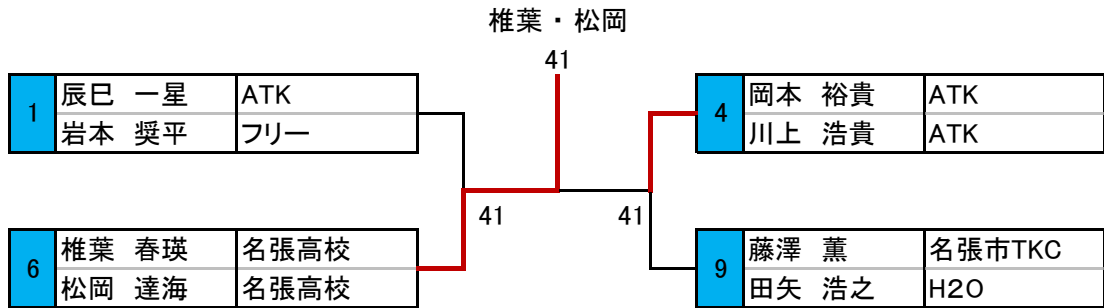 椎葉・松岡
41
1 辰巳 一星 ATK
岩本 奨平 フリー
4 岡本 裕貴 ATK
川上 浩貴 ATK
41 41
6 椎葉 春瑛 名張高校
松岡 達海 名張高校
9 藤澤 薫 名張市TKC
田矢 浩之 H2O